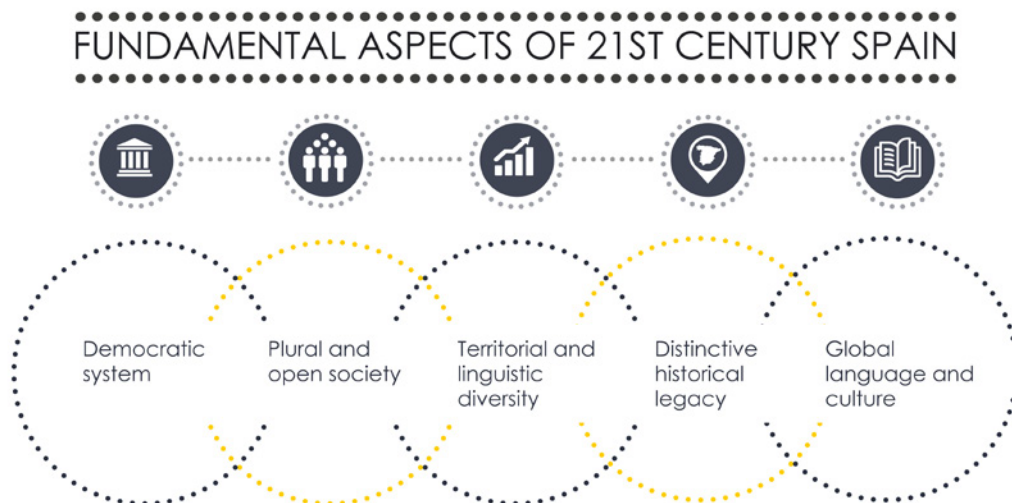 FUNDAMENTAL ASPECTS OF 21ST CENTURY SPAIN
Democratic
system
Plural and
open society
Territorial and
linguistic
diversity
Distinctive
historical
legacy
Global
language and
culture